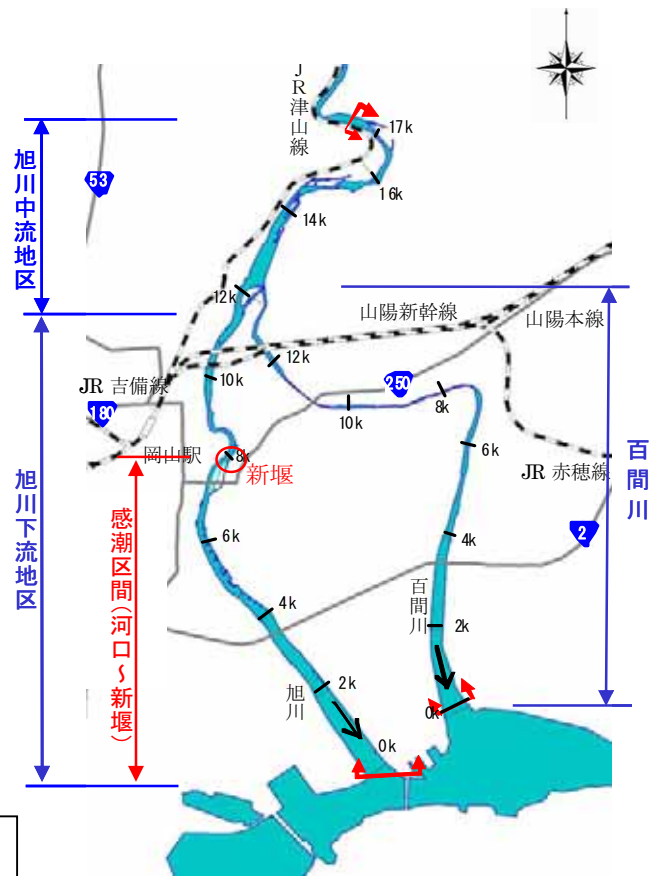 JR津山線
17k
16k
53
旭川中流地区
14k
12k
山陽新幹線
山陽本線
12k
JR 吉備線
10k
250
180
10k
8k
岡山駅
8k
新堰
6k
JR 赤穂線
百間川
旭川下流地区
感潮区間(河口～新堰)
6k
4k
2
4k
百間川
2k
2k
旭川
0k
0k